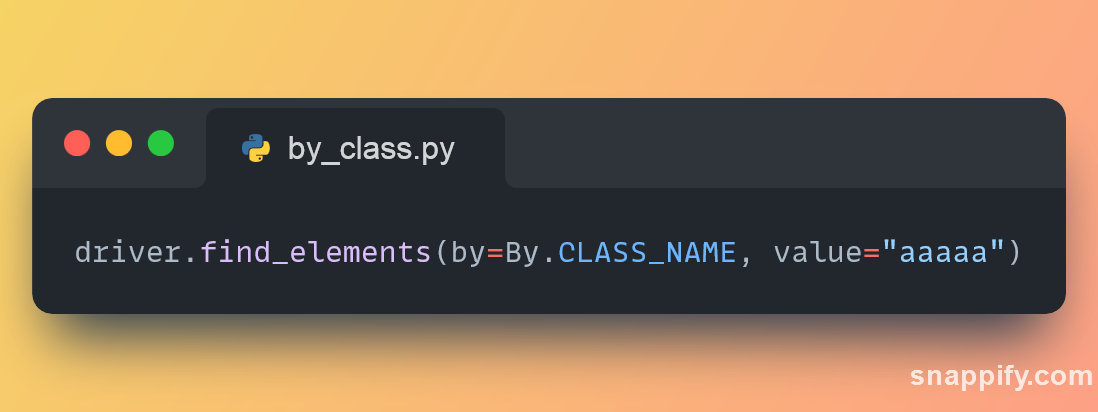 by_class.py
driver.find_elements(by=By.CLASS_NAME, value="aaaaa")
snappify.com